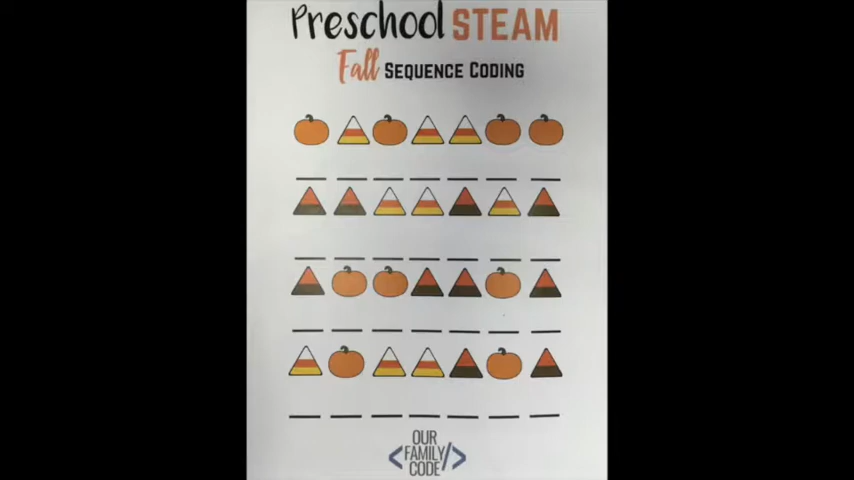 Preschool STEAM
Fall SEQUENCE CODING
OUR
<FAMILY/>
CODE